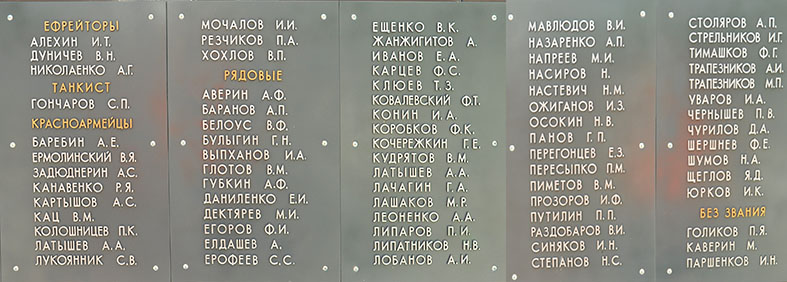 ЕФРЕЙТОРЫ
АЛЕХИН И.Т.
ДУНИЧЕВ В.Н.
НИКОЛАЕНКО А.Г.
ТАНКИСТ
ГОНЧАРОВ С.П.
КРАСНОАРМЕЙЦЫ
БАРЕБИН А.Е.
ЕРМОЛИНСКИЙ В.Я.
ЗАДЮДНЕРИН А.С.
КАНАВЕНКО Р.Я.
КАРТЫШОВ А.С.
КАЦ В.М.
КОЛОШНИЦЕВ П.К.
ЛАТЫШЕВ А.А.
ЛУКОЯННИК С.В.
МОЧАЛОВ И.И.
РЕЗЧИКОВ П.А.
ХОХЛОВ В.П.
РЯДОВЫЕ
АВЕРИН А.Ф.
БАРАНОВ А.П.
БЕЛОУС В.Ф.
БУЛЫГИН Г.Н.
ВЫПХАНОВ И.А.
ГЛОТОВ В.М.
ГУБКИН А.Ф.
ДАНИЛЕНКО Е.И.
ДЕКТЯРЕВ М.И.
ЕГОРОВ Ф.И.
ЕЛДАШЕВ А.
ЕРОФЕЕВ С.С.
ЕЩЕНКО В.К.
ЖАНЖИГИТОВ А.
ИВАНОВ Е.А.
КАРЦЕВ Ф.С.
КЛЮЕВ Т.З.
КОВАЛЕВСКИЙ Ф.Т.
КОНИН И.А.
КОРОБКОВ Ф.К.
КОЧЕРЕЖКИН Г.Е.
КУДРЯТОВ В.М.
ЛАТЫШЕВ А.А.
ЛАЧАГИН Г.А.
ЛАШАКОВ М.Р.
ЛЕОНЕНКО А.А.
ЛИПАРОВ П.И.
ЛИПАТНИКОВ Н.В.
ЛОБАНОВ А.И.
МАВЛЮДОВ В.И.
НАЗАРЕНКО А.П.
НАПРЕЕВ М.И.
НАСИРОВ Н.
НАСТЕВИЧ Н.М.
ОЖИГАНОВ И.З.
ОСОКИН Н.В.
ПАНОВ Г.П.
ПЕРЕГОНЦЕВ Е.З.
ПЕРЕСЫПКО П.М.
ПИМЕТОВ В.М.
ПРОЗОРОВ И.Ф.
ПУТИЛИН П.П.
РАЗДОБАРОВ В.И.
СИНЯКОВ И.Н.
СТЕПАНОВ Н.С.
СТОЛЯРОВ А.П.
СТРЕЛЬНИКОВ И.Г.
ТИМАШКОВ Ф.Г.
ТРАПЕЗНИКОВ А.И.
ТРАПЕЗНИКОВ М.П.
УВАРОВ И.А.
ЧЕРНЫШЕВ П.В.
ЧУРИЛОВ Д.А.
ШЕРШНЕВ Ф.Е.
ШУМОВ Н.А.
ЩЕГЛОВ Я.Д.
ЮРКОВ И.К.
БЕЗ ЗВАНИЯ
ГОЛИКОВ П.Я.
КАВЕРИН М.
ПАРШЕНКОВ И.Н.